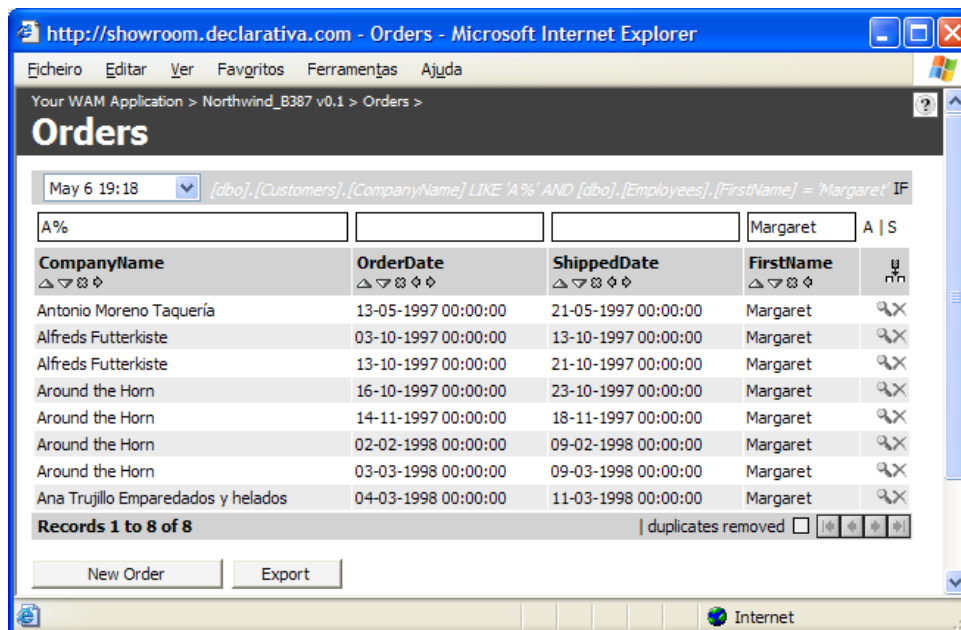 http://showroom.declarativa.com - Orders - Microsoft Internet Explorer
Ficheiro Editar Ver Favoritos Ferramentas Ajuda
Your WAM Application > Northwind_B387 v0.1 > Orders >
?
Orders
May 6 19:18 [dbo].[Customers].[CompanyName] LIKE 'A%' AND [dbo].[Employees].[FirstName] = 'Margaret' IF
A% Margaret A | S
CompanyName OrderDate ShippedDate FirstName
Antonio Moreno Taquería 13-05-1997 00:00:00 21-05-1997 00:00:00 Margaret
Alfreds Futterkiste 03-10-1997 00:00:00 13-10-1997 00:00:00 Margaret
Alfreds Futterkiste 13-10-1997 00:00:00 21-10-1997 00:00:00 Margaret
Around the Horn 16-10-1997 00:00:00 23-10-1997 00:00:00 Margaret
Around the Horn 14-11-1997 00:00:00 18-11-1997 00:00:00 Margaret
Around the Horn 02-02-1998 00:00:00 09-02-1998 00:00:00 Margaret
Around the Horn 03-03-1998 00:00:00 09-03-1998 00:00:00 Margaret
Ana Trujillo Emparedados y helados 04-03-1998 00:00:00 11-03-1998 00:00:00 Margaret
Records 1 to 8 of 8 | duplicates removed
New Order Export
Internet